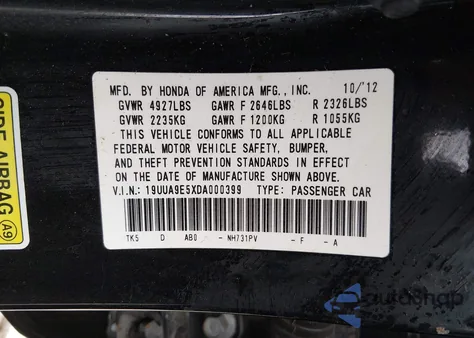 MFD. BY HONDA OF AMERICA MFG., INC. 10/'12
GVWR 4927LBS GAWR F 2646LBS R 2326LBS
GVWR 2235KG GAWR F 1200KG R 1055KG
THIS VEHICLE CONFORMS TO ALL APPLICABLE
FEDERAL MOTOR VEHICLE SAFETY, BUMPER,
AND THEFT PREVENTION STANDARDS IN EFFECT
ON THE DATE OF MANUFACTURE SHOWN ABOVE.
V.I.N.: 19UUA9E5XDA000399 TYPE: PASSENGER CAR
TK5 D AB0 - NH731PV - F - A
SIDE AIRBAG A9
autosnap